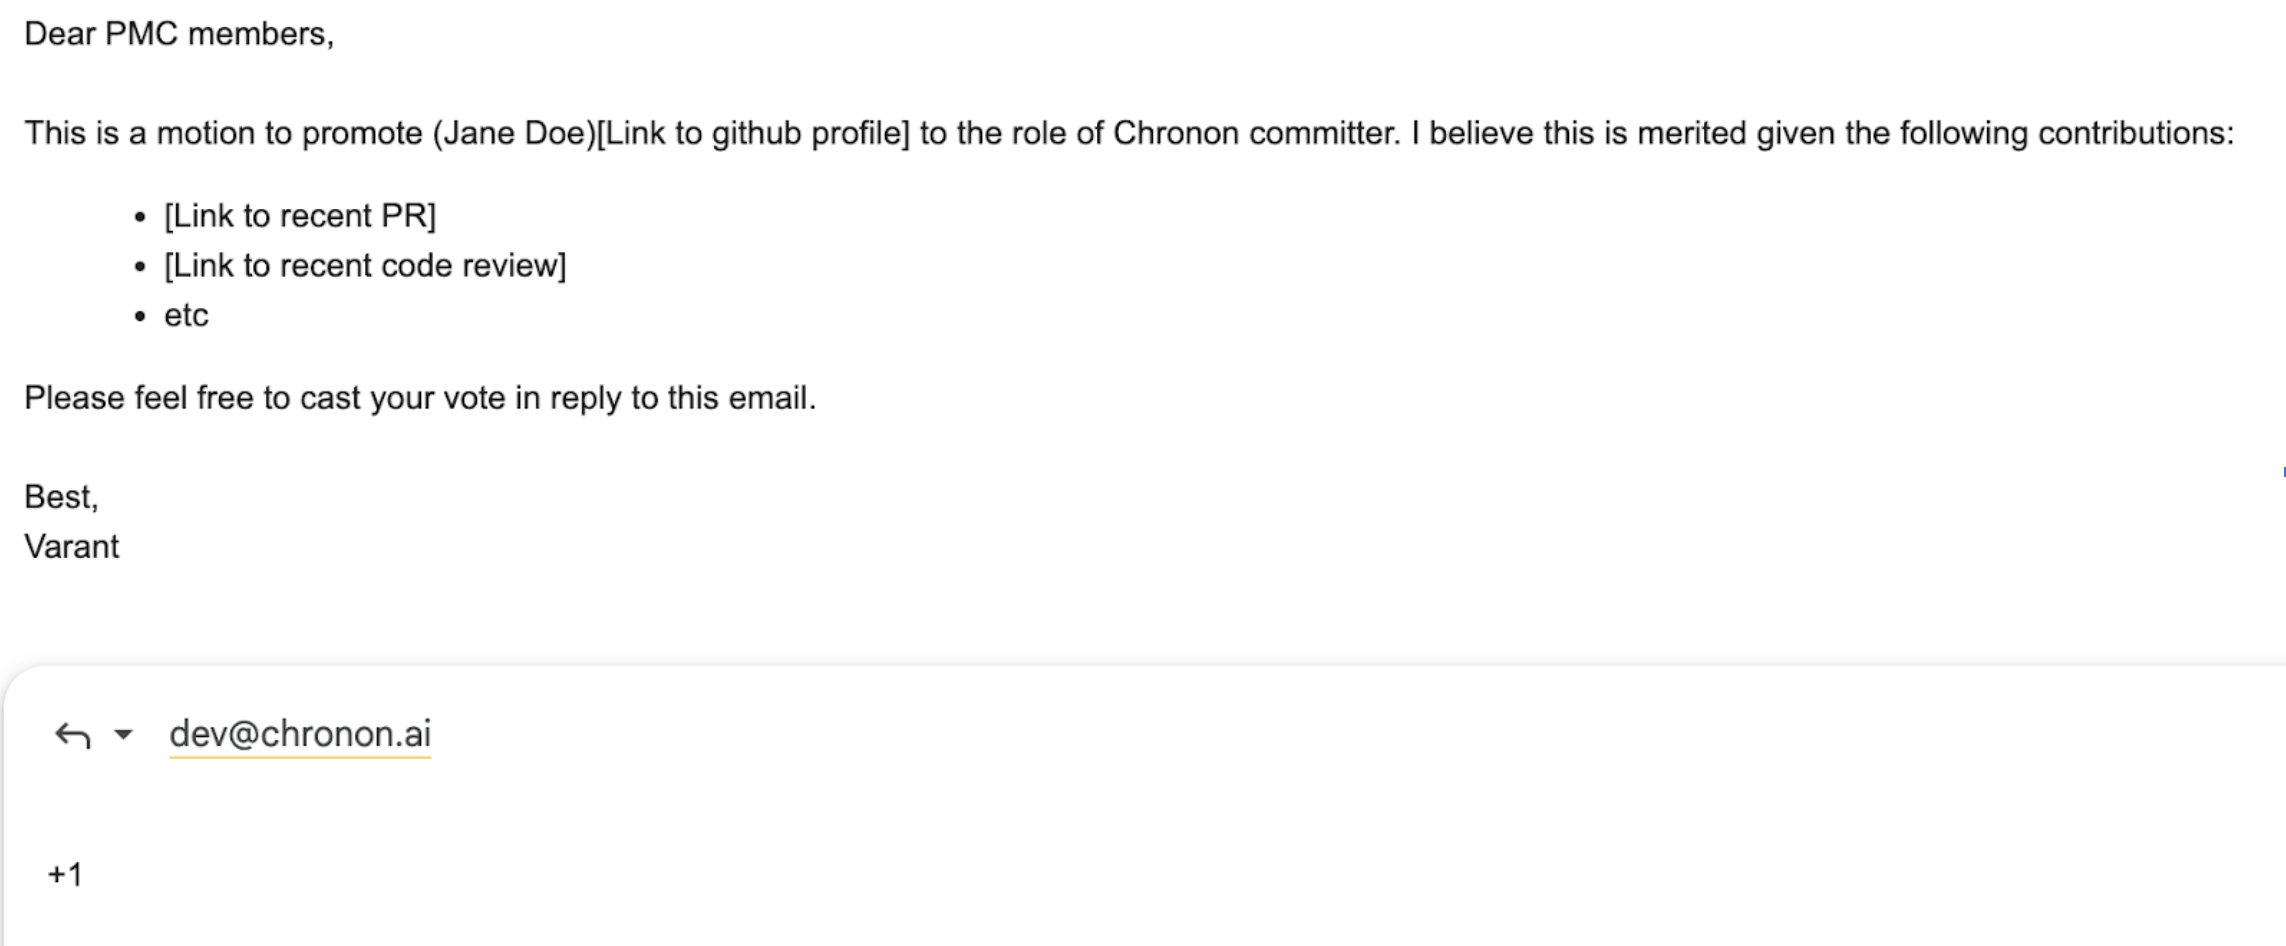 Dear PMC members,
This is a motion to promote (Jane Doe)[Link to github profile] to the role of Chronon committer. I believe this is merited given the following contributions:
• [Link to recent PR]
• [Link to recent code review]
• etc
Please feel free to cast your vote in reply to this email.
Best,
Varant
dev@chronon.ai
+1